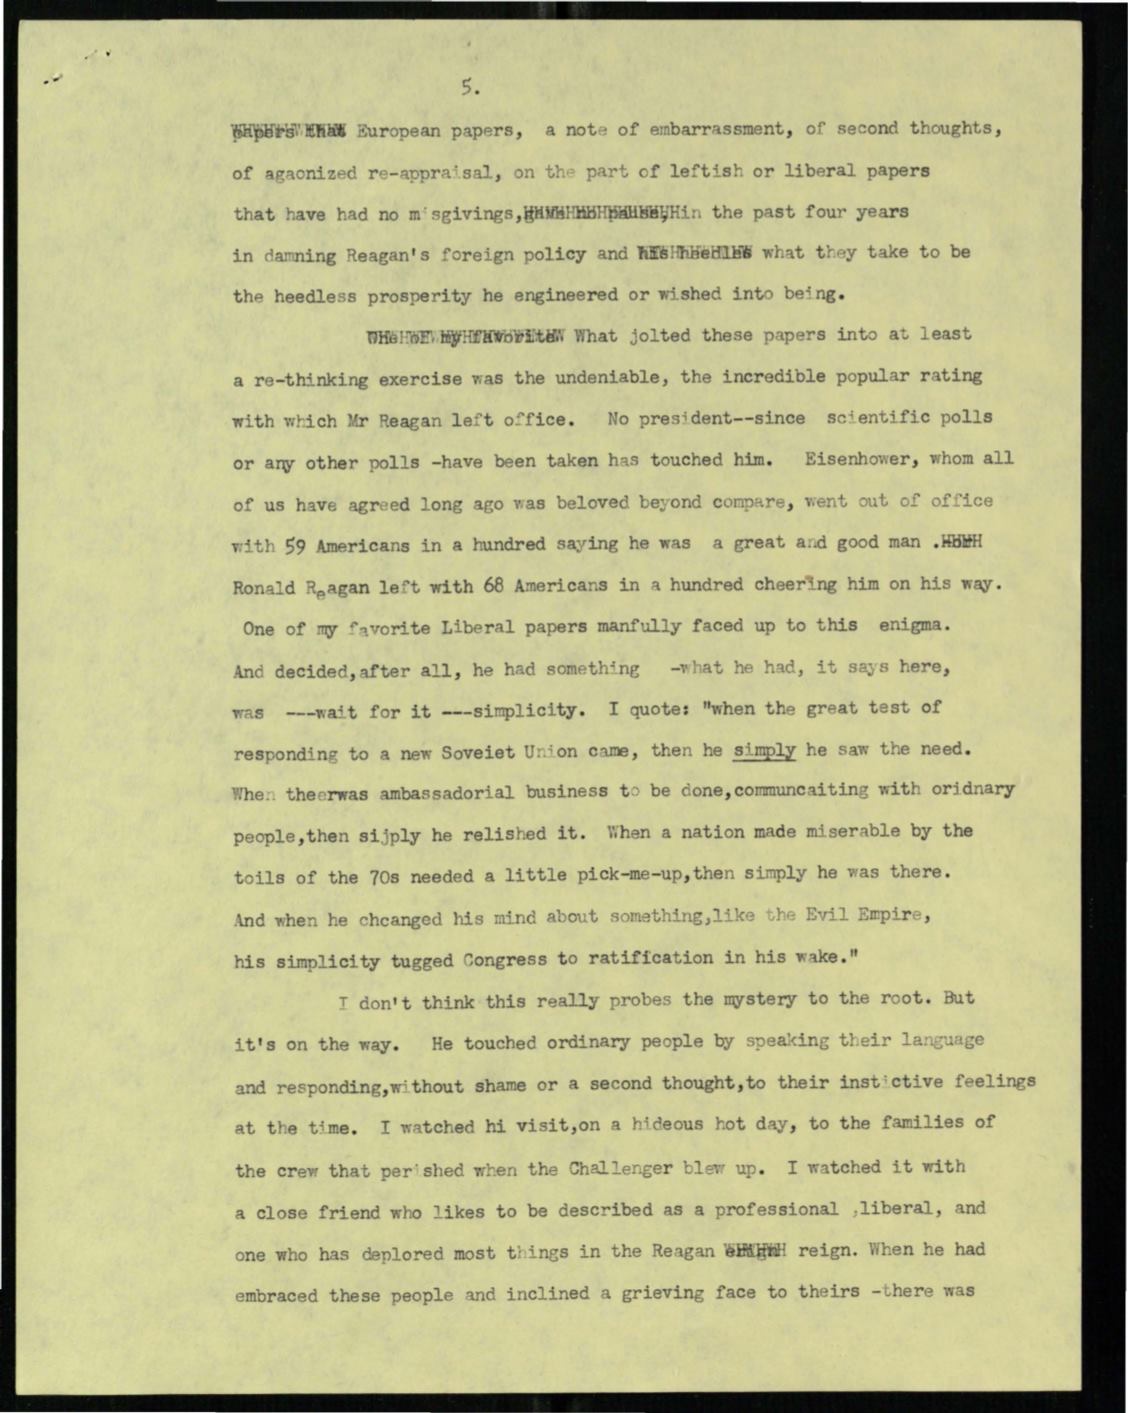 5.
papers that European papers, a note of embarrassment, of second thoughts,
of agaonized re-appraisal, on the part of leftish or liberal papers
that have had no misgivings, in the past four years
in damning Reagan's foreign policy and his heedless what they take to be
the heedless prosperity he engineered or wished into being.
One of my favorite What jolted these papers into at least
a re-thinking exercise was the undeniable, the incredible popular rating
with which Mr Reagan left office. No president--since scientific polls
or any other polls -have been taken has touched him. Eisenhower, whom all
of us have agreed long ago was beloved beyond compare, went out of office
with 59 Americans in a hundred saying he was a great and good man .
Ronald Reagan left with 68 Americans in a hundred cheering him on his way.
One of my favorite Liberal papers manfully faced up to this enigma.
And decided,after all, he had something -what he had, it says here,
was ---wait for it ---simplicity. I quote: "when the great test of
responding to a new Soveiet Union came, then he simply he saw the need.
When theerwas ambassadorial business to be done,communcaiting with oridnary
people,then sijply he relished it. When a nation made miserable by the
toils of the 70s needed a little pick-me-up,then simply he was there.
And when he chcanged his mind about something,like the Evil Empire,
his simplicity tugged Congress to ratification in his wake."
I don't think this really probes the mystery to the root. But
it's on the way. He touched ordinary people by speaking their language
and responding,without shame or a second thought,to their instictive feelings
at the time. I watched hi visit,on a hideous hot day, to the families of
the crew that perished when the Challenger blew up. I watched it with
a close friend who likes to be described as a professional ,liberal, and
one who has deplored most things in the Reagan reign. When he had
embraced these people and inclined a grieving face to theirs -there was